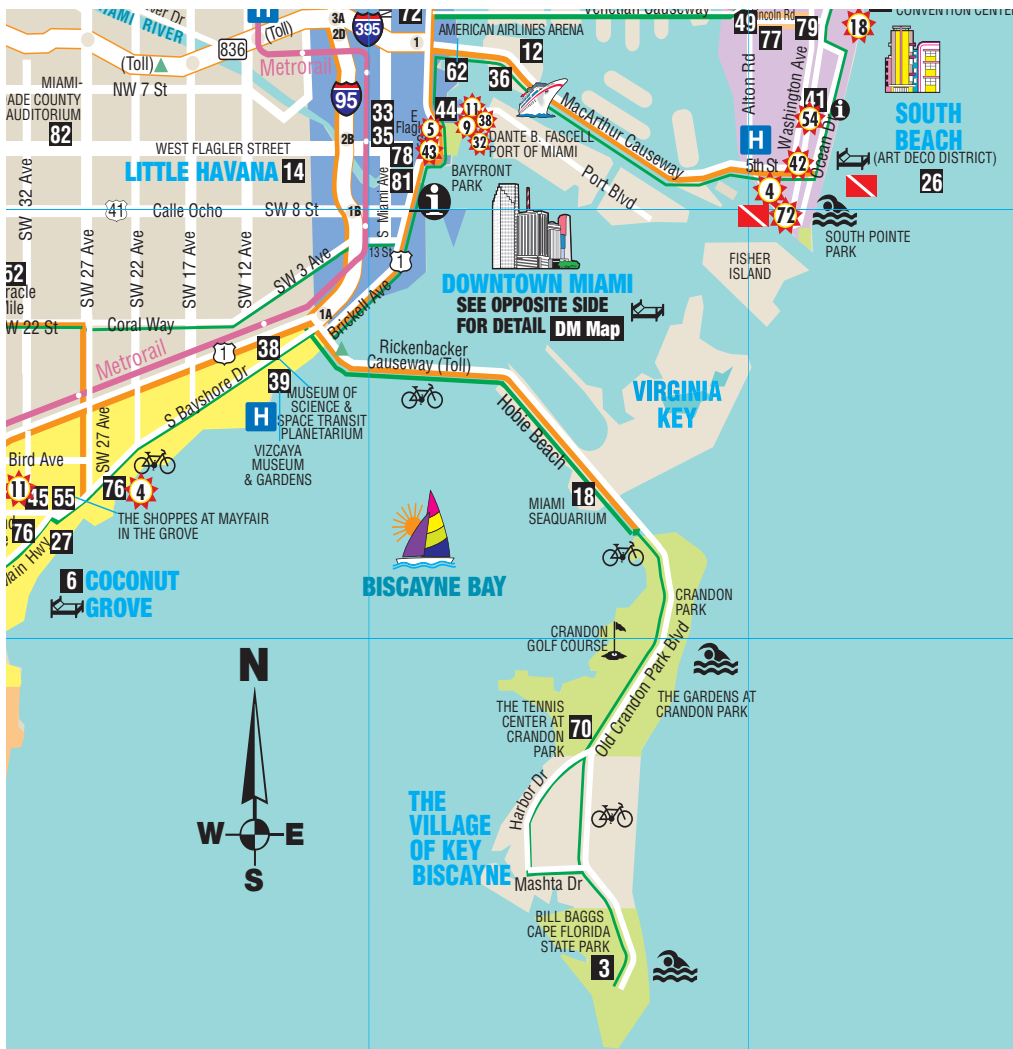 MIAMI RIVER
836
(Toll)
(Toll)
Metrorail
3A
2D
395
N
72
1
Venetian Causeway
AMERICAN AIRLINES ARENA
62
36
12
49
Lincoln Rd
77
79
18
CONVENTION CENTER
MIAMI-
ADE COUNTY
AUDITORIUM
82
NW 7 St
95
2B
33
35
E
Flagl
5
43
44
11
9
38
32
DANTE B. FASCELL
PORT OF MIAMI
MacArthur Causeway
Port Blvd
Alton Rd
Washington Ave
Ocean Dr
41
i
54
H
5th St
42
4
72
SOUTH
BEACH
(ART DECO DISTRICT)
26
WEST FLAGLER STREET
LITTLE HAVANA 14
78
81
BAYFRONT
PARK
i
S Miami Ave
SW 32 Ave
41
Calle Ocho
SW 8 St
1B
13 St
1
SOUTH POINTE
PARK
FISHER
ISLAND
SW 27 Ave
SW 22 Ave
SW 17 Ave
SW 12 Ave
SW 3 Ave
52
racle
Mile
W 22 St
Coral Way
1A
Brickell Ave
DOWNTOWN MIAMI
SEE OPPOSITE SIDE
FOR DETAIL DM Map
Metrorail
1
38
39
Rickenbacker
Causeway (Toll)
VIRGINIA
KEY
S Bayshore Dr
H
MUSEUM OF
SCIENCE &
SPACE TRANSIT
PLANETARIUM
VIZCAYA
MUSEUM
& GARDENS
Hobie Beach
Bird Ave
SW 27 Ave
11
45
55
76
4
THE SHOPPES AT MAYFAIR
IN THE GROVE
76
27
Main Hwy
MIAMI
SEAQUARIUM
18
6 COCONUT
GROVE
BISCAYNE BAY
CRANDON
PARK
CRANDON
GOLF COURSE
Old Crandon Park Blvd
THE GARDENS AT
CRANDON PARK
THE TENNIS
CENTER AT
CRANDON
PARK
70
N
W
E
S
Harbor Dr
THE
VILLAGE
OF KEY
BISCAYNE
Mashta Dr
BILL BAGGS
CAPE FLORIDA
STATE PARK
3